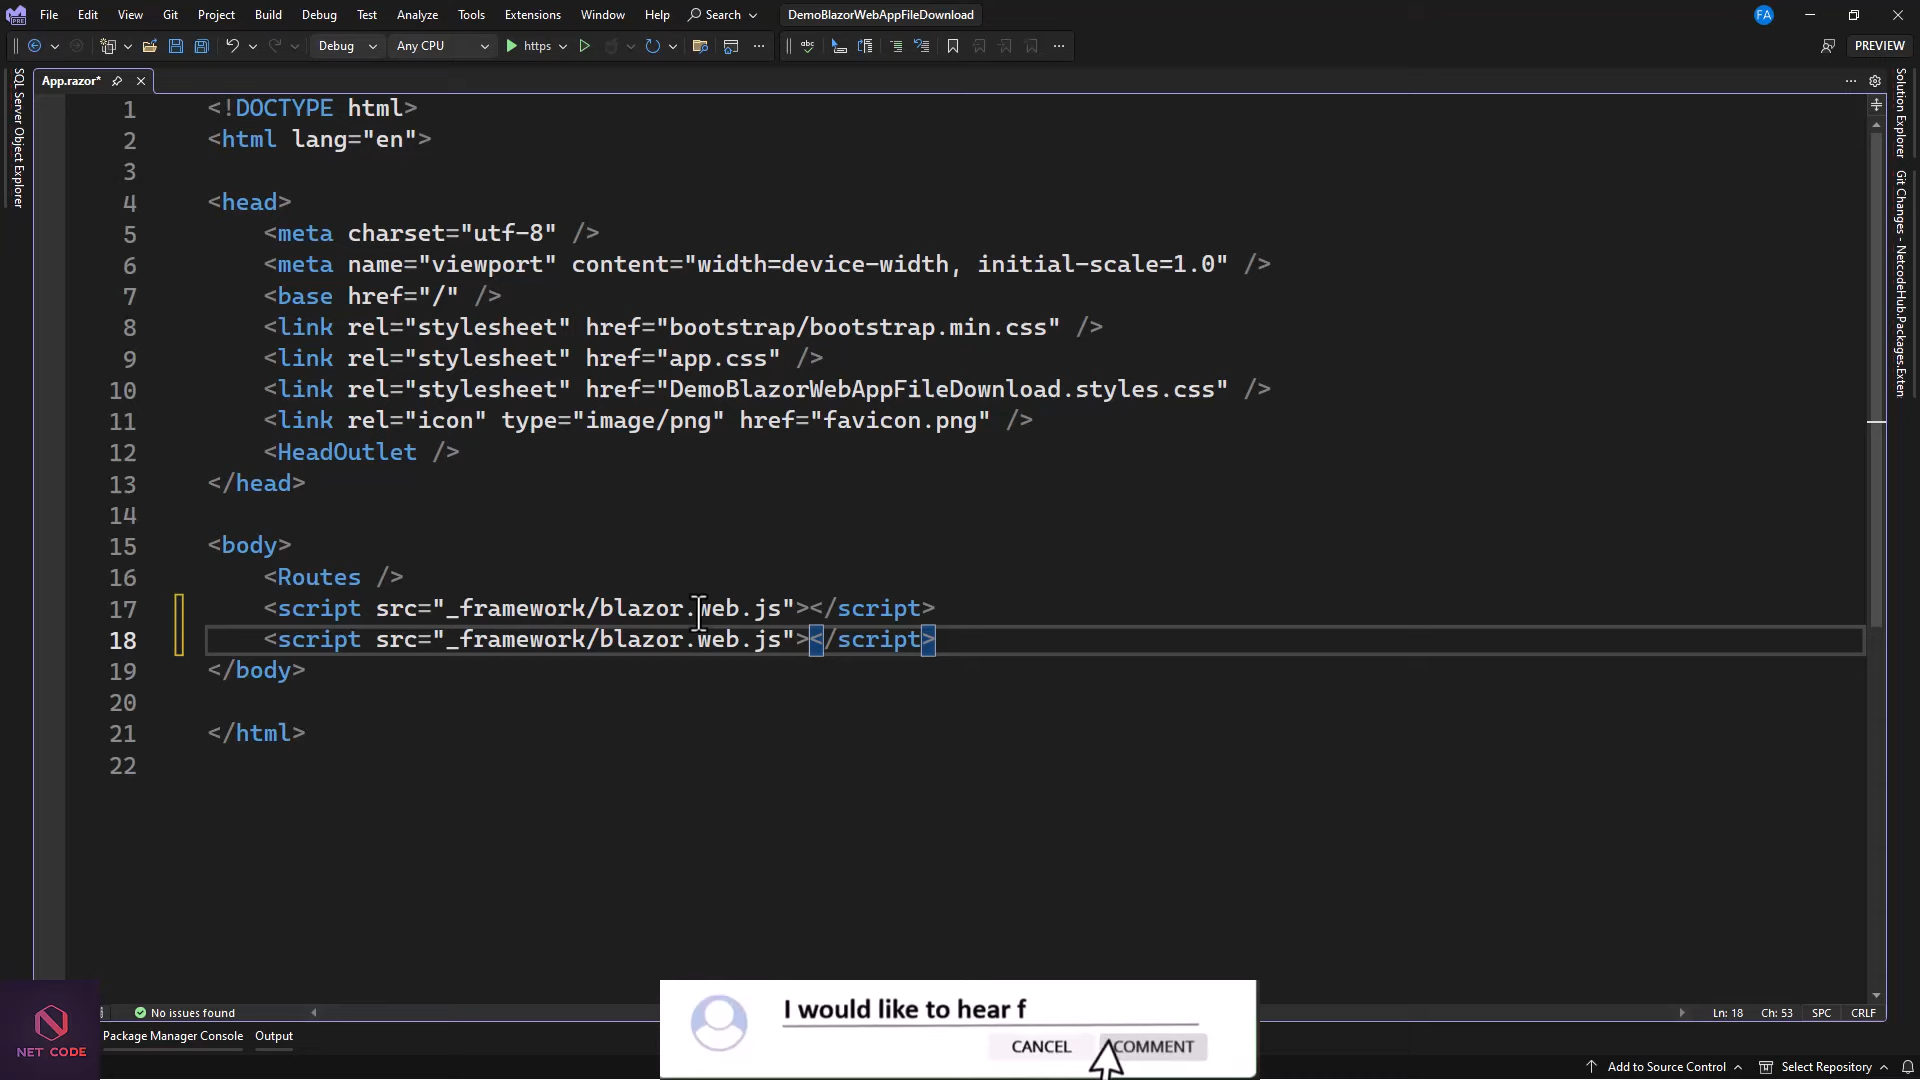 File Edit View Git Project Build Debug Test Analyze Tools Extensions Window Help Search DemoBlazorWebAppFileDownload FA
Debug Any CPU https PREVIEW
App.razor*
SQL Server Object Explorer
Solution Explorer
Git Changes - NetcodeHub.Packages.Exten
1 <!DOCTYPE html>
2 <html lang="en">
3
4 <head>
5 <meta charset="utf-8" />
6 <meta name="viewport" content="width=device-width, initial-scale=1.0" />
7 <base href="/" />
8 <link rel="stylesheet" href="bootstrap/bootstrap.min.css" />
9 <link rel="stylesheet" href="app.css" />
10 <link rel="stylesheet" href="DemoBlazorWebAppFileDownload.styles.css" />
11 <link rel="icon" type="image/png" href="favicon.png" />
12 <HeadOutlet />
13 </head>
14
15 <body>
16 <Routes />
17 <script src="_framework/blazor.web.js"></script>
18 <script src="_framework/blazor.web.js"></script>
19 </body>
20
21 </html>
22
No issues found Ln: 18 Ch: 53 SPC CRLF
Package Manager Console Output
NET CODE
I would like to hear f
CANCEL COMMENT
Add to Source Control Select Repository